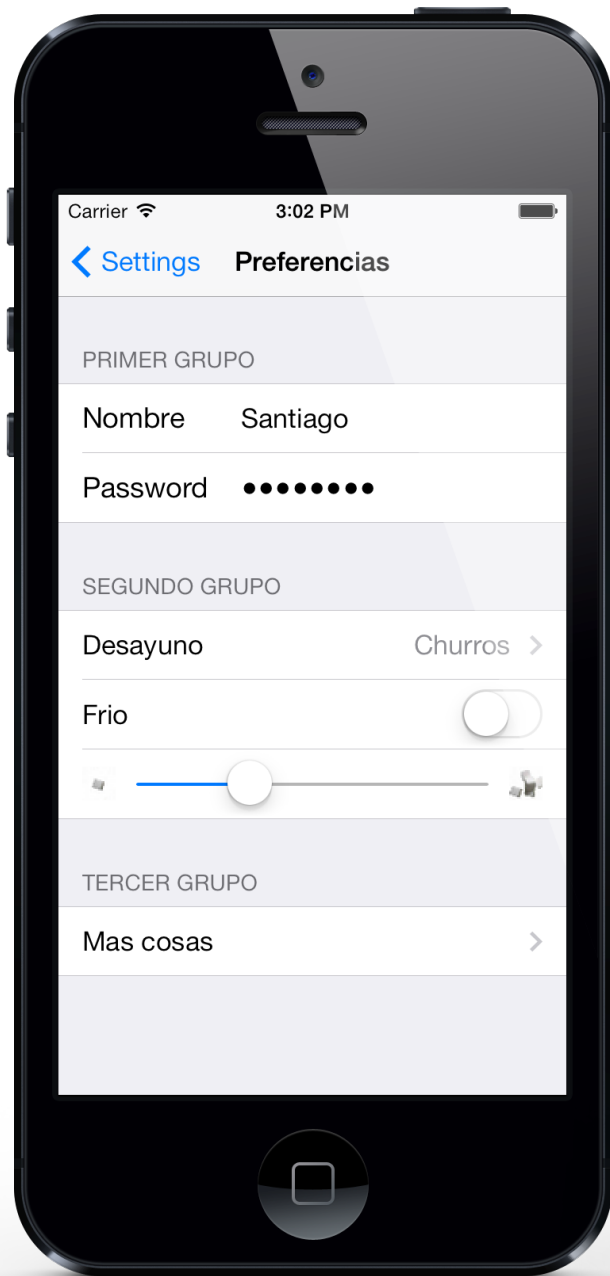 Carrier 3:02 PM
Settings Preferencias
PRIMER GRUPO
Nombre Santiago
Password ●●●●●●●●
SEGUNDO GRUPO
Desayuno Churros
Frio
TERCER GRUPO
Mas cosas